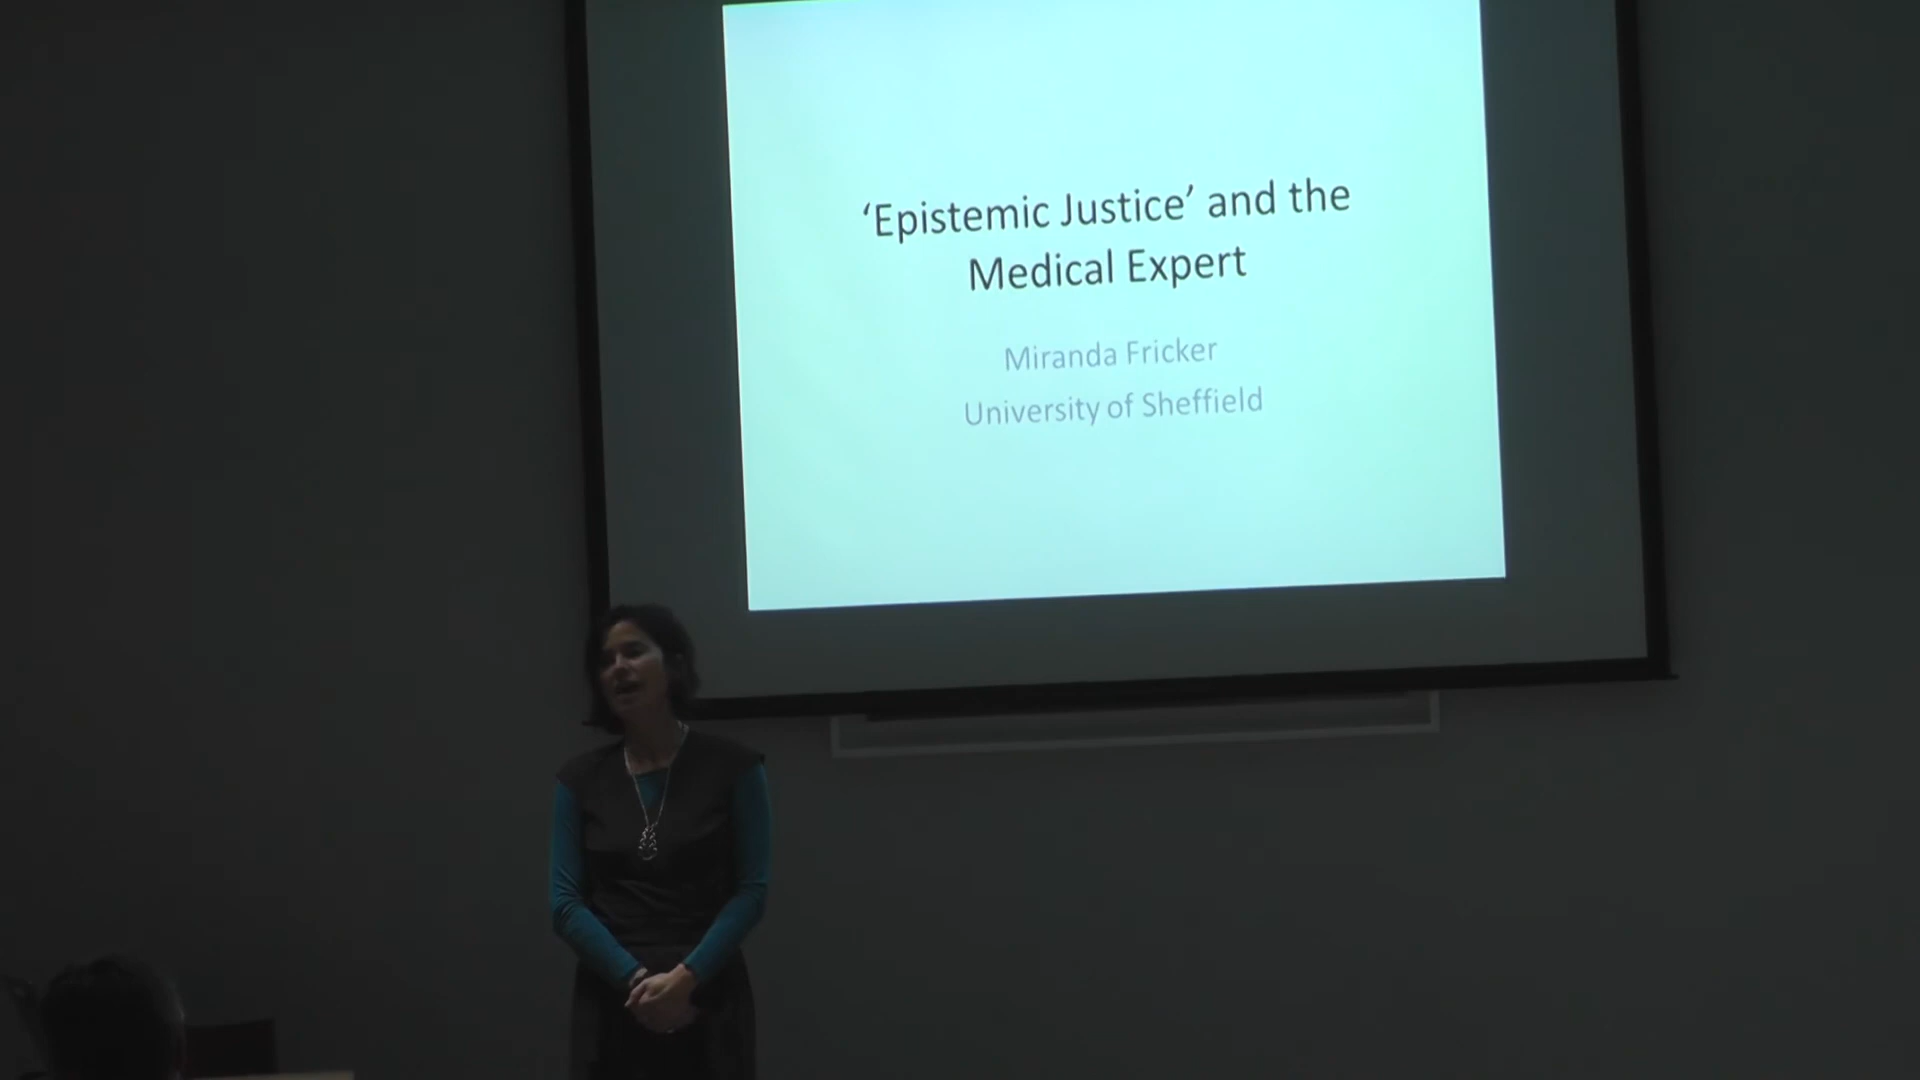 ‘Epistemic Justice’ and the
Medical Expert
Miranda Fricker
University of Sheffield